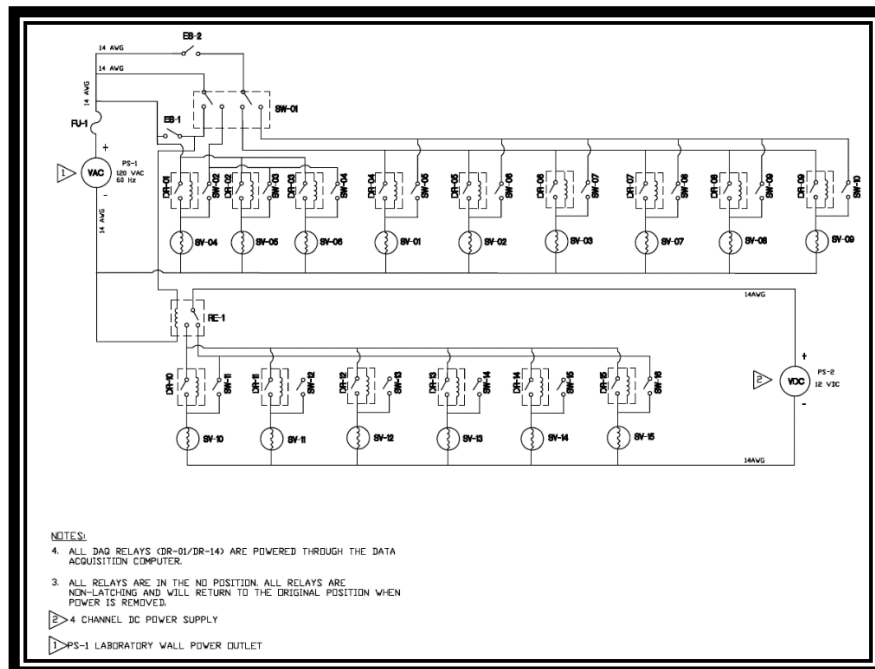 ES-2
14 AWG
14 AWG
14 AWG
SW-01
ES-1
FU-1
+
PS-1
120 VAC
60 Hz
1
VAC
-
14 AWG
DR-01
SW-02
DR-02
SW-03
DR-03
SW-04
DR-04
SW-05
DR-05
SW-06
DR-06
SW-07
DR-07
SW-08
DR-08
SW-09
DR-09
SW-10
SV-04
SV-05
SV-06
SV-01
SV-02
SV-03
SV-07
SV-08
SV-09
RE-1
14AWG
+
PS-2
12 VDC
2
VDC
-
DR-10
SW-11
DR-11
SW-12
DR-12
SW-13
DR-13
SW-14
DR-14
SW-15
DR-15
SW-16
SV-10
SV-11
SV-12
SV-13
SV-14
SV-15
14AWG
NOTES:
4. ALL DAQ RELAYS (DR-01/DR-14) ARE POWERED THROUGH THE DATA
ACQUISITION COMPUTER.
3. ALL RELAYS ARE IN THE NO POSITION. ALL RELAYS ARE
NON-LATCHING AND WILL RETURN TO THE ORIGINAL POSITION WHEN
POWER IS REMOVED.
2 4 CHANNEL DC POWER SUPPLY
1 PS-1 LABORATORY WALL POWER OUTLET